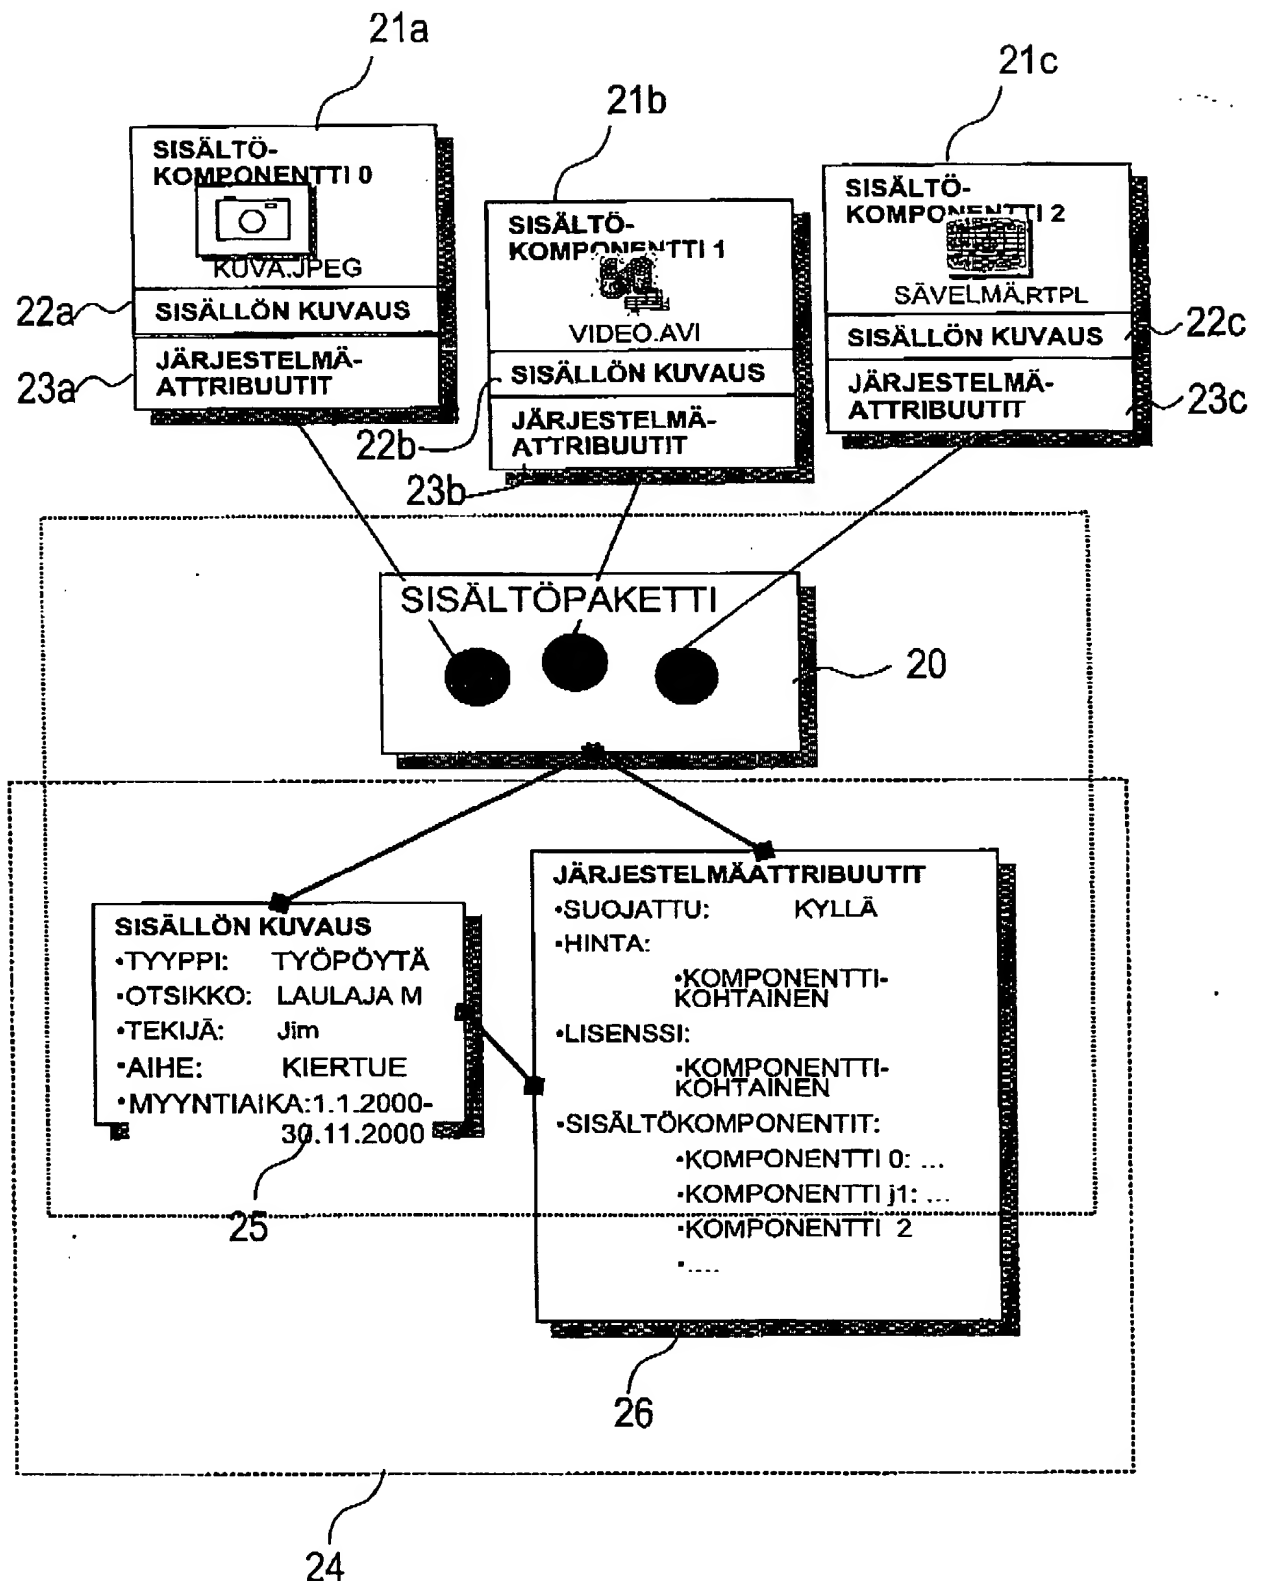 21a
21b
21c
SISÄLTÖ-
KOMPONENTTI 0
KUVA.JPEG
22a
SISÄLLÖN KUVAUS
23a
JÄRJESTELMÄ-
ATTRIBUUTIT
SISÄLTÖ-
KOMPONENTTI 1
VIDEO.AVI
SISÄLLÖN KUVAUS
22b
JÄRJESTELMÄ-
ATTRIBUUTIT
23b
SISÄLTÖ-
KOMPONENTTI 2
SÄVELMÄ.RTPL
SISÄLLÖN KUVAUS
22c
JÄRJESTELMÄ-
ATTRIBUUTIT
23c
SISÄLTÖPAKETTI
20
SISÄLLÖN KUVAUS
•TYYPPI: TYÖPÖYTÄ
•OTSIKKO: LAULAJA M
•TEKIJÄ: Jim
•AIHE: KIERTUE
•MYYNTIAIKA:1.1.2000-
30.11.2000
25
JÄRJESTELMÄATTRIBUUTIT
•SUOJATTU: KYLLÄ
•HINTA:
•KOMPONENTTI-
KOHTAINEN
•LISENSSI:
•KOMPONENTTI-
KOHTAINEN
•SISÄLTÖKOMPONENTIT:
•KOMPONENTTI 0: ...
•KOMPONENTTI j1: ...
•KOMPONENTTI 2
•....
26
24